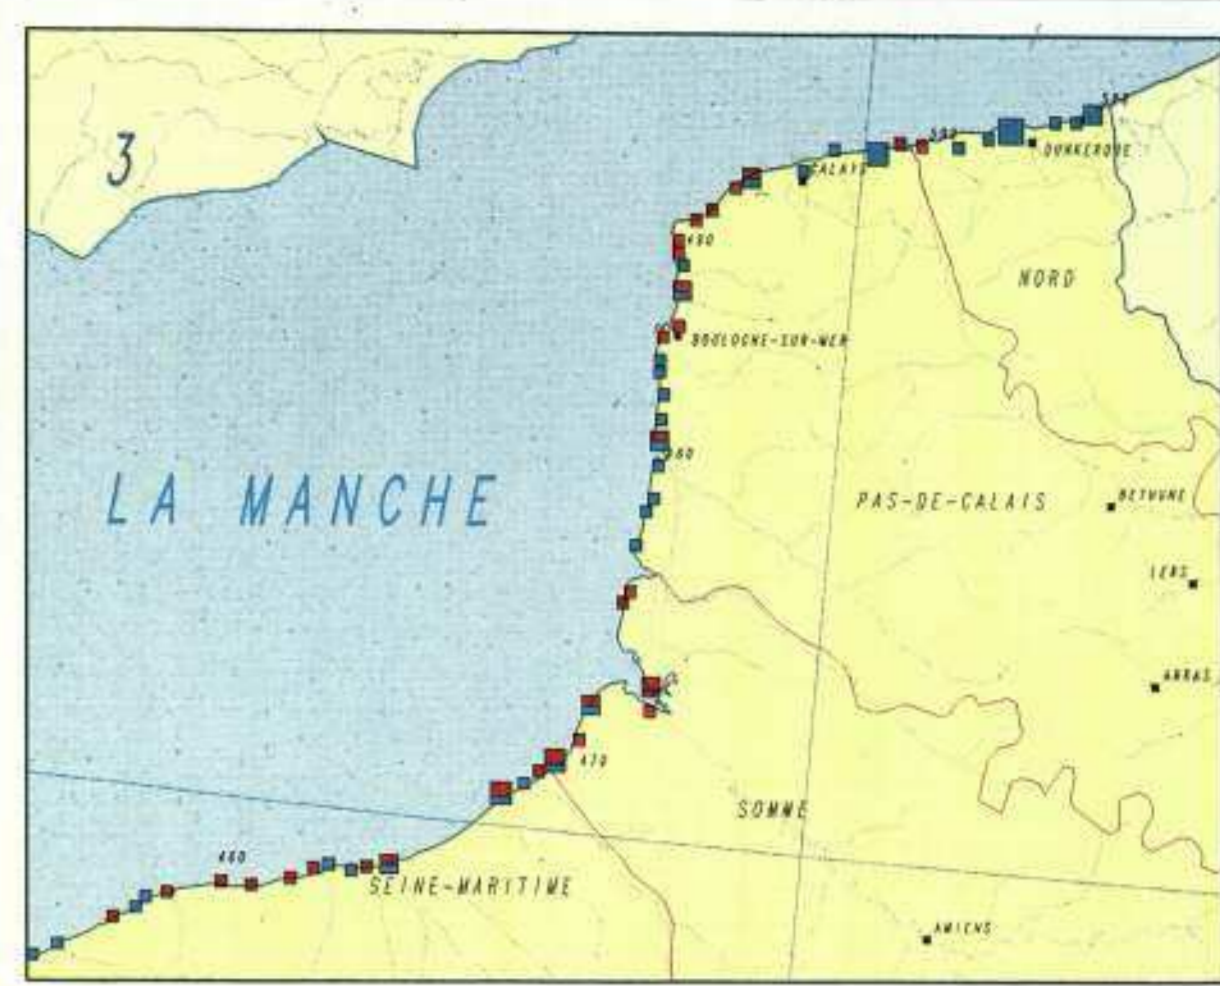 3
DUNKERQUE
CALAIS
NORD
BOULOGNE-SUR-MER
LA MANCHE
PAS-DE-CALAIS
BETHUNE
LENS
ARRAS
470
SOMME
460
SEINE-MARITIME
AMIENS